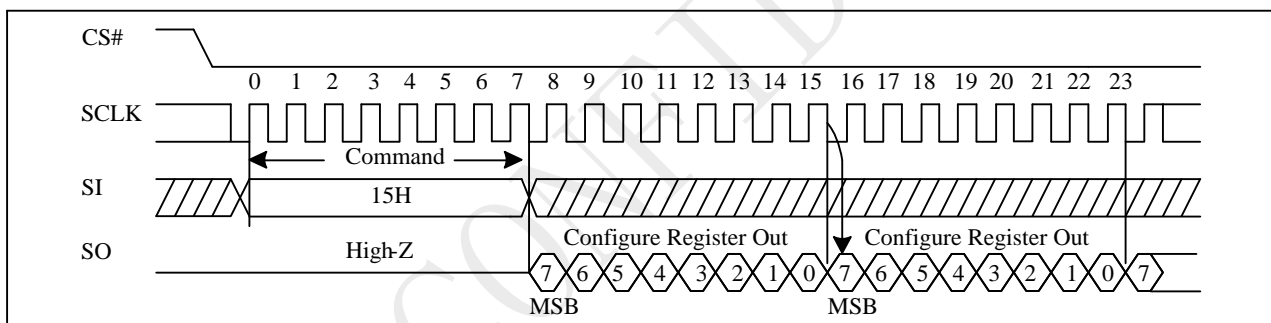 CS#
0 1 2 3 4 5 6 7 8 9 10 11 12 13 14 15 16 17 18 19 20 21 22 23
SCLK
Command
SI
15H
SO
High-Z
Configure Register Out
Configure Register Out
7 6 5 4 3 2 1 0 7 6 5 4 3 2 1 0 7
MSB
MSB